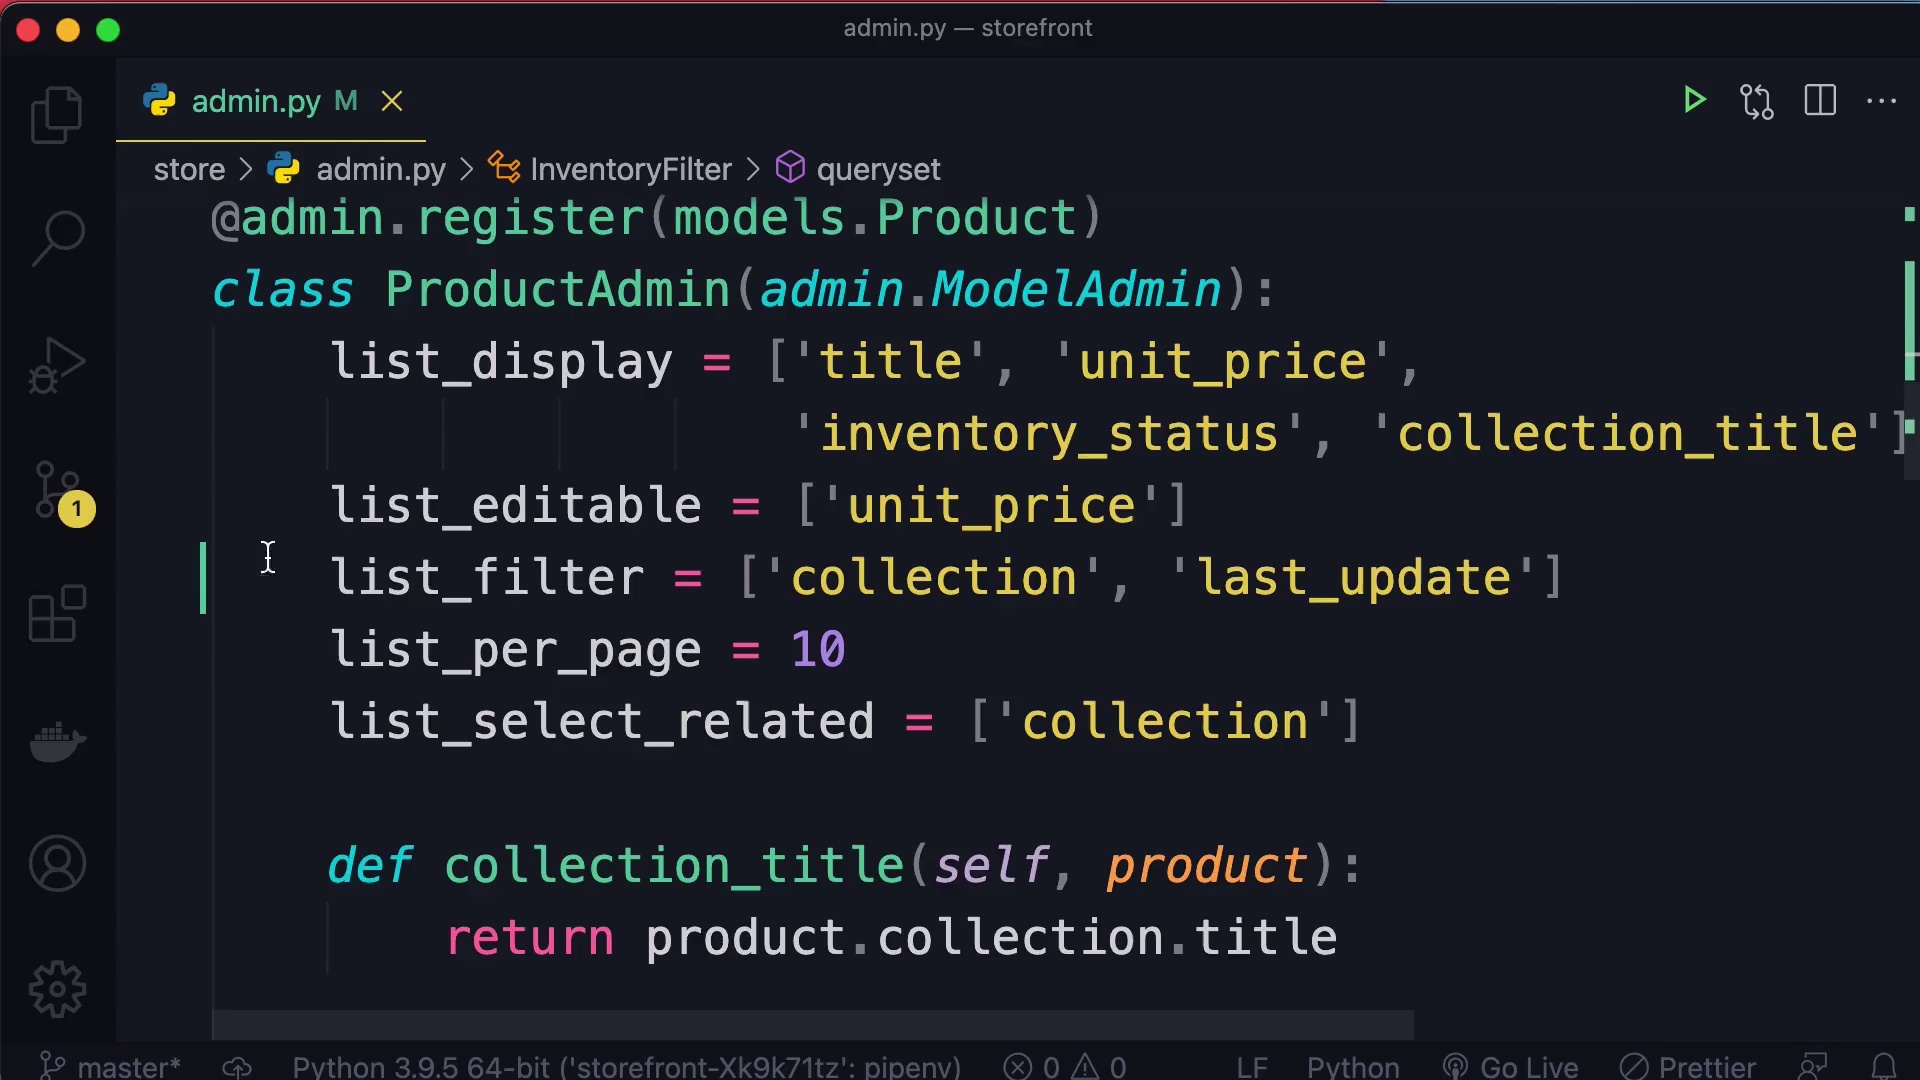 admin.py — storefront
admin.py M
store > admin.py > InventoryFilter > queryset
@admin.register(models.Product)
class ProductAdmin(admin.ModelAdmin):
    list_display = ['title', 'unit_price',
                    'inventory_status', 'collection_title']
    list_editable = ['unit_price']
    list_filter = ['collection', 'last_update']
    list_per_page = 10
    list_select_related = ['collection']
    def collection_title(self, product):
        return product.collection.title
1
master* Python 3.9.5 64-bit ('storefront-Xk9k71tz': pipenv) 0 0 LF Python Go Live Prettier